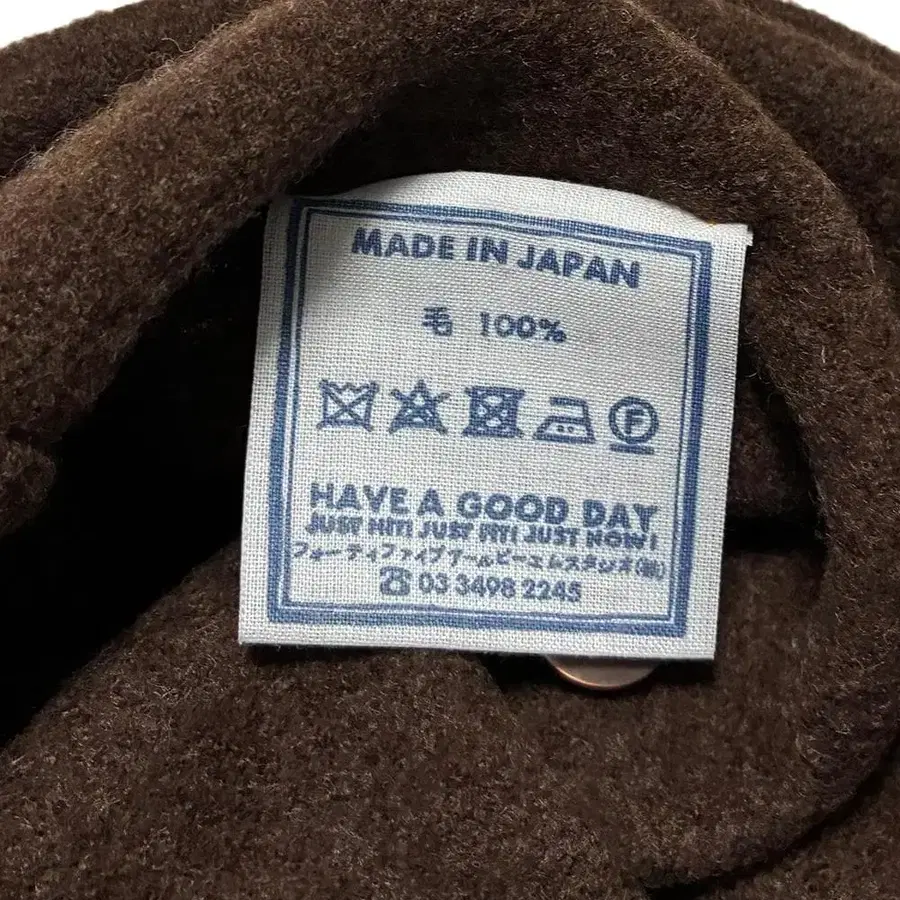 MADE IN JAPAN
毛 100%
F
HAVE A GOOD DAY
JUST HIT! JUST FIT! JUST NOW!
フォーティファイブアールピーエムスタジオ(株)
☎ 03 3498 2245